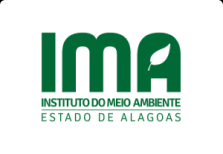 IMA
INSTITUTO DO MEIO AMBIENTE
ESTADO DE ALAGOAS